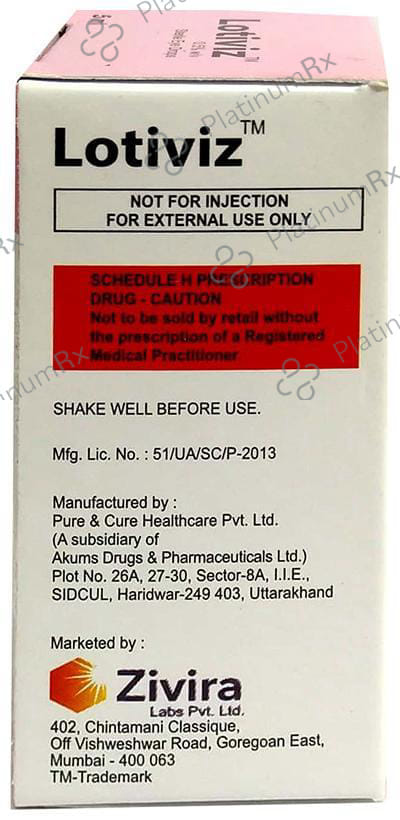 Lotiviz
Lotiviz™
NOT FOR INJECTION
FOR EXTERNAL USE ONLY
SCHEDULE H PRESCRIPTION
DRUG - CAUTION
Not to be sold by retail without
the prescription of a Registered
Medical Practitioner
SHAKE WELL BEFORE USE.
Mfg. Lic. No. : 51/UA/SC/P-2013
Manufactured by :
Pure & Cure Healthcare Pvt. Ltd.
(A subsidiary of
Akums Drugs & Pharmaceuticals Ltd.)
Plot No. 26A, 27-30, Sector-8A, I.I.E.,
SIDCUL, Haridwar-249 403, Uttarakhand
Marketed by :
Zivira
Labs Pvt. Ltd.
402, Chintamani Classique,
Off Vishweshwar Road, Goregoan East,
Mumbai - 400 063
TM-Trademark
PlatinumRx